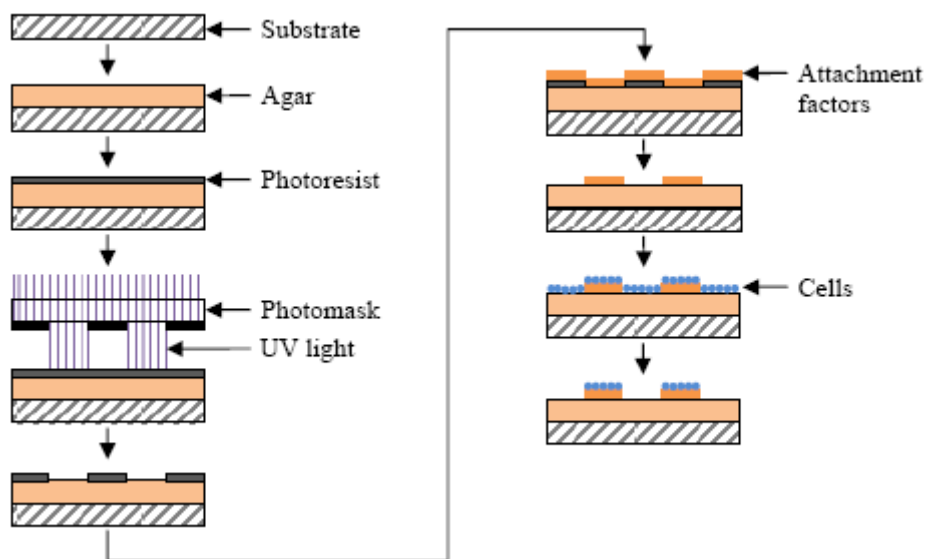 Substrate
Agar
Photoresist
Photomask
UV light
Attachment
factors
Cells